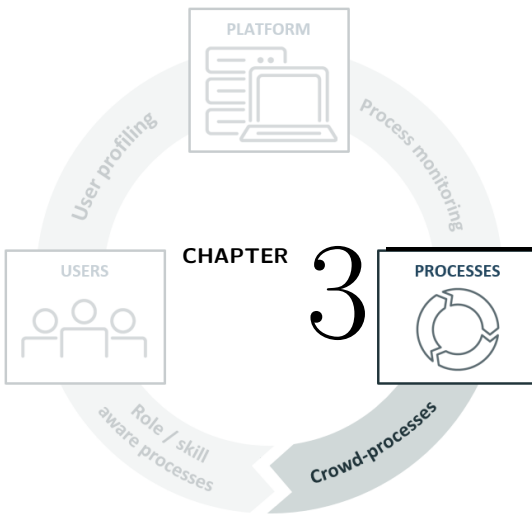 PLATFORM
User profiling
Process monitoring
CHAPTER 3
USERS
PROCESSES
Role / skill
aware processes
Crowd-processes